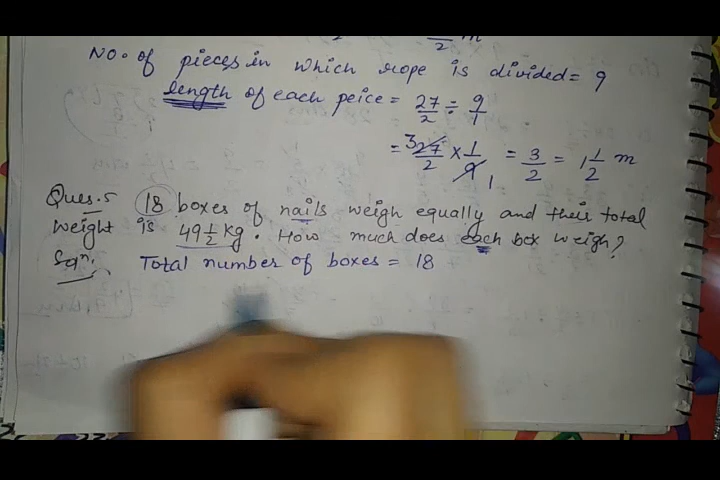 2 m
No. of pieces in which rope is divided = 9
length of each peice = 27/2 ÷ 9/1
= 3 27/2 × 1/9 1 = 3/2 = 1 1/2 m
Ques.5 18 boxes of nails weigh equally and their total
weight is 49 1/2 kg. How much does each box weigh?
Soln. Total number of boxes = 18